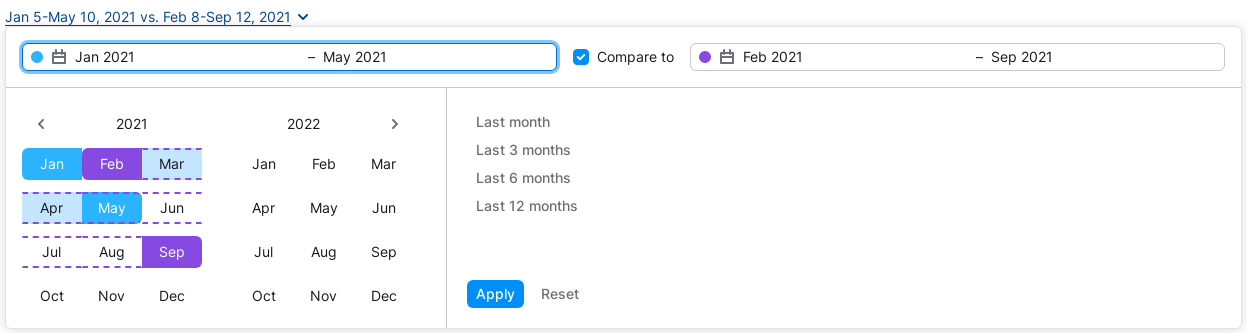 Jan 5-May 10, 2021 vs. Feb 8-Sep 12, 2021
Jan 2021 – May 2021 Compare to Feb 2021 – Sep 2021
2021 2022
Jan Feb Mar Jan Feb Mar
Apr May Jun Apr May Jun
Jul Aug Sep Jul Aug Sep
Oct Nov Dec Oct Nov Dec
Last month
Last 3 months
Last 6 months
Last 12 months
Apply Reset